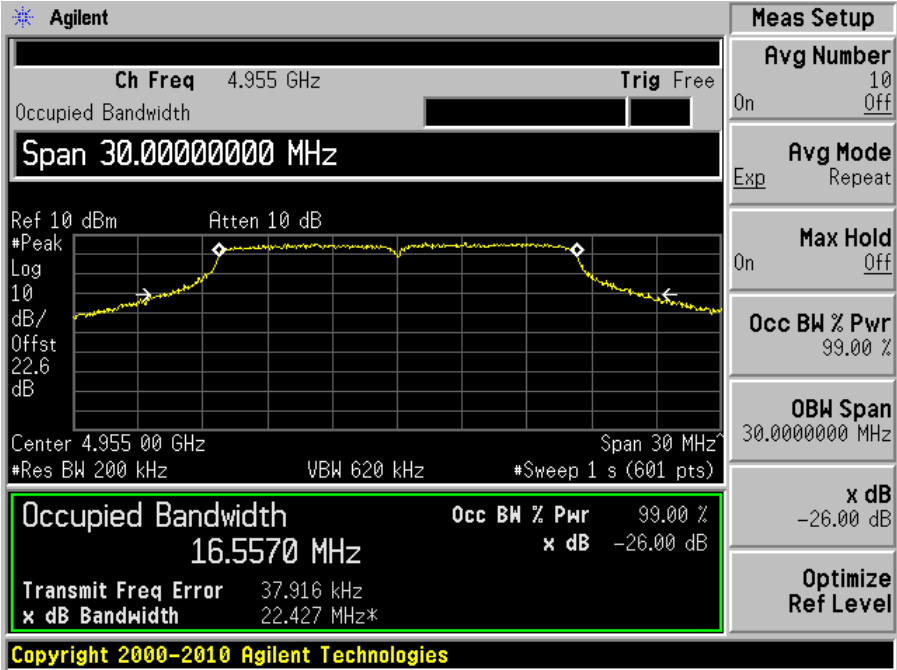 Agilent
Meas Setup
Ch Freq 4.955 GHz Trig Free
Occupied Bandwidth
Span 30.00000000 MHz
Ref 10 dBm Atten 10 dB
#Peak
Log
10
dB/
Offst
22.6
dB
Center 4.955 00 GHz Span 30 MHz^
#Res BW 200 kHz VBW 620 kHz #Sweep 1 s (601 pts)
Occupied Bandwidth Occ BW % Pwr 99.00 %
16.5570 MHz x dB -26.00 dB
Transmit Freq Error 37.916 kHz
x dB Bandwidth 22.427 MHz*
Copyright 2000-2010 Agilent Technologies
Avg Number
10
On Off
Avg Mode
Exp Repeat
Max Hold
On Off
Occ BW % Pwr
99.00 %
OBW Span
30.0000000 MHz
x dB
-26.00 dB
Optimize
Ref Level